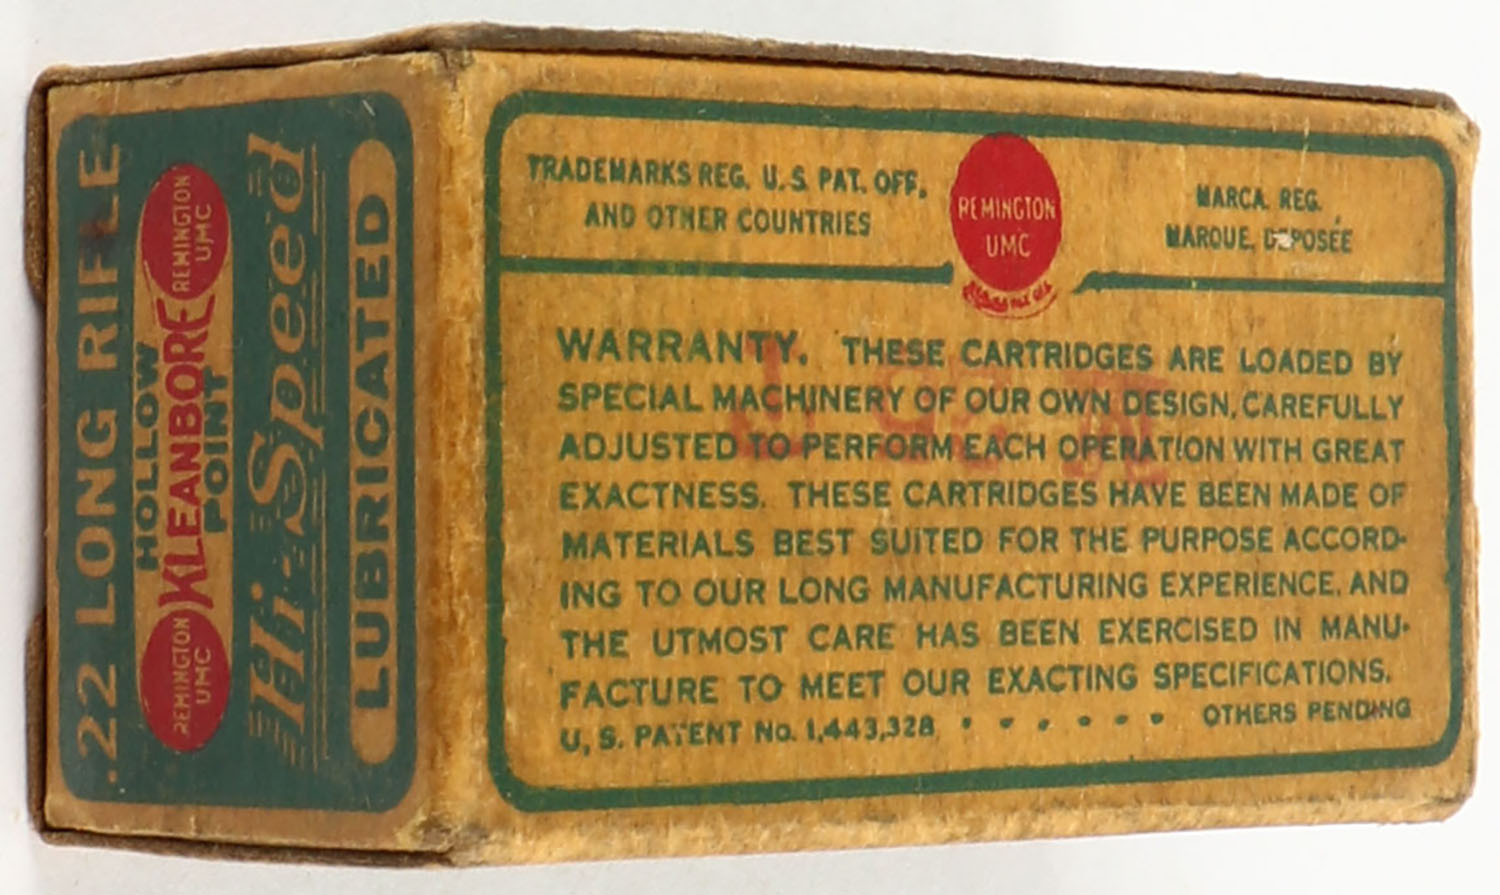 .22 LONG RIFLE
HOLLOW
REMINGTON
UMC
KLEANBORE
REMINGTON
UMC
POINT
Hi-Speed
LUBRICATED
TRADEMARKS REG. U.S. PAT. OFF.
AND OTHER COUNTRIES
REMINGTON
UMC
MARCA. REG.
MARQUE. DEPOSÉE
WARRANTY. THESE CARTRIDGES ARE LOADED BY
SPECIAL MACHINERY OF OUR OWN DESIGN, CAREFULLY
ADJUSTED TO PERFORM EACH OPERATION WITH GREAT
EXACTNESS. THESE CARTRIDGES HAVE BEEN MADE OF
MATERIALS BEST SUITED FOR THE PURPOSE ACCORD-
ING TO OUR LONG MANUFACTURING EXPERIENCE, AND
THE UTMOST CARE HAS BEEN EXERCISED IN MANU-
FACTURE TO MEET OUR EXACTING SPECIFICATIONS.
U.S. PATENT No. 1,443,328 . . . . . . OTHERS PENDING